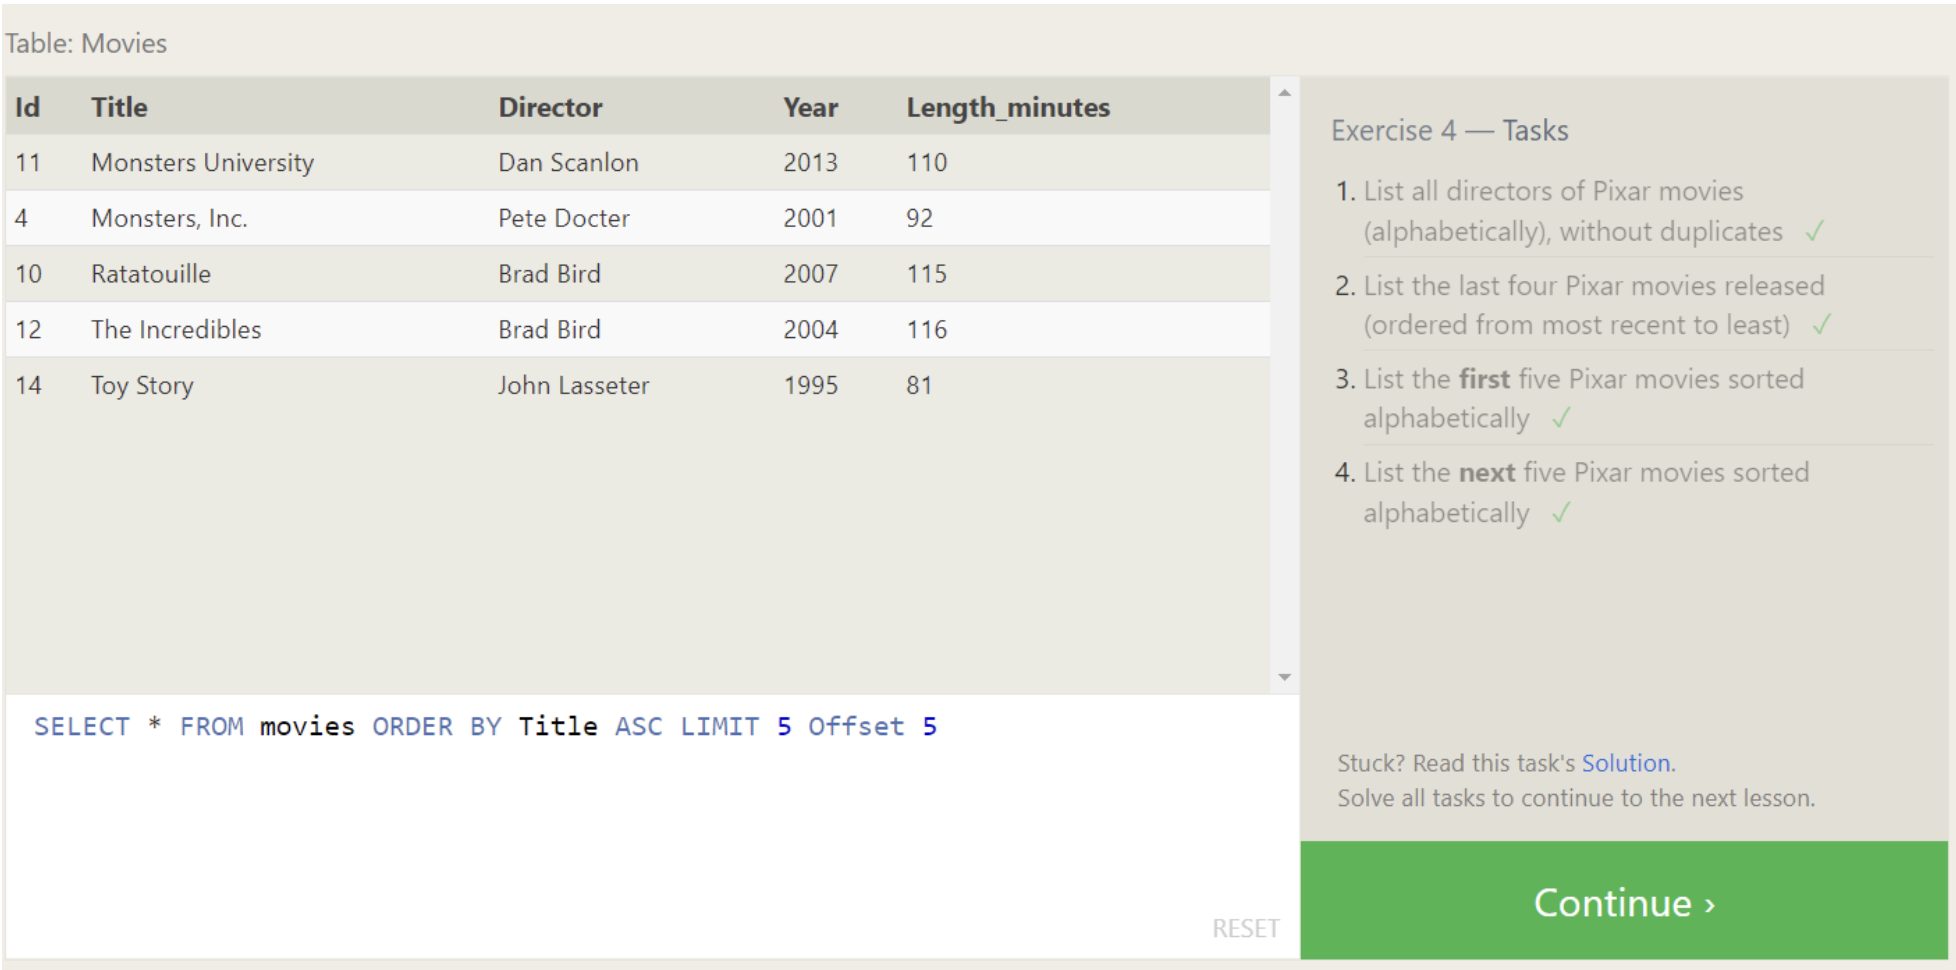 Table: Movies
Id Title Director Year Length_minutes
11 Monsters University Dan Scanlon 2013 110
4 Monsters, Inc. Pete Docter 2001 92
10 Ratatouille Brad Bird 2007 115
12 The Incredibles Brad Bird 2004 116
14 Toy Story John Lasseter 1995 81
SELECT * FROM movies ORDER BY Title ASC LIMIT 5 Offset 5
RESET
Exercise 4 — Tasks
1. List all directors of Pixar movies
(alphabetically), without duplicates ✓
2. List the last four Pixar movies released
(ordered from most recent to least) ✓
3. List the first five Pixar movies sorted
alphabetically ✓
4. List the next five Pixar movies sorted
alphabetically ✓
Stuck? Read this task's Solution.
Solve all tasks to continue to the next lesson.
Continue ›